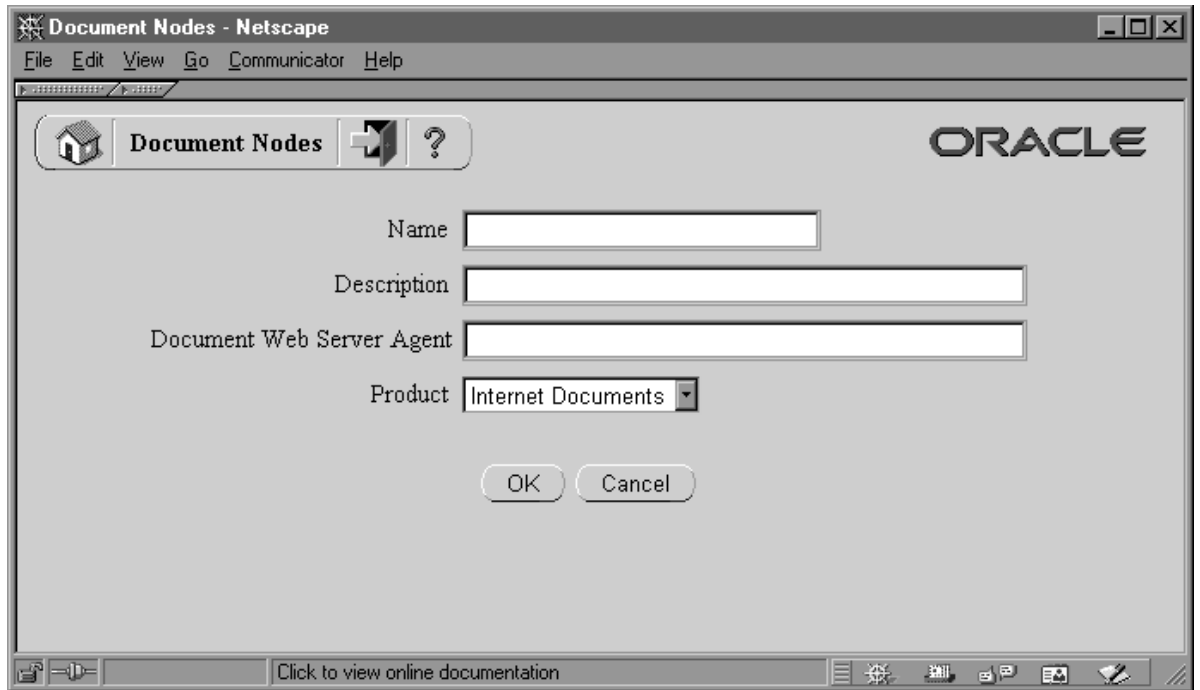 Document Nodes - Netscape
File Edit View Go Communicator Help
Document Nodes ? ORACLE
Name
Description
Document Web Server Agent
Product Internet Documents
OK Cancel
Click to view online documentation